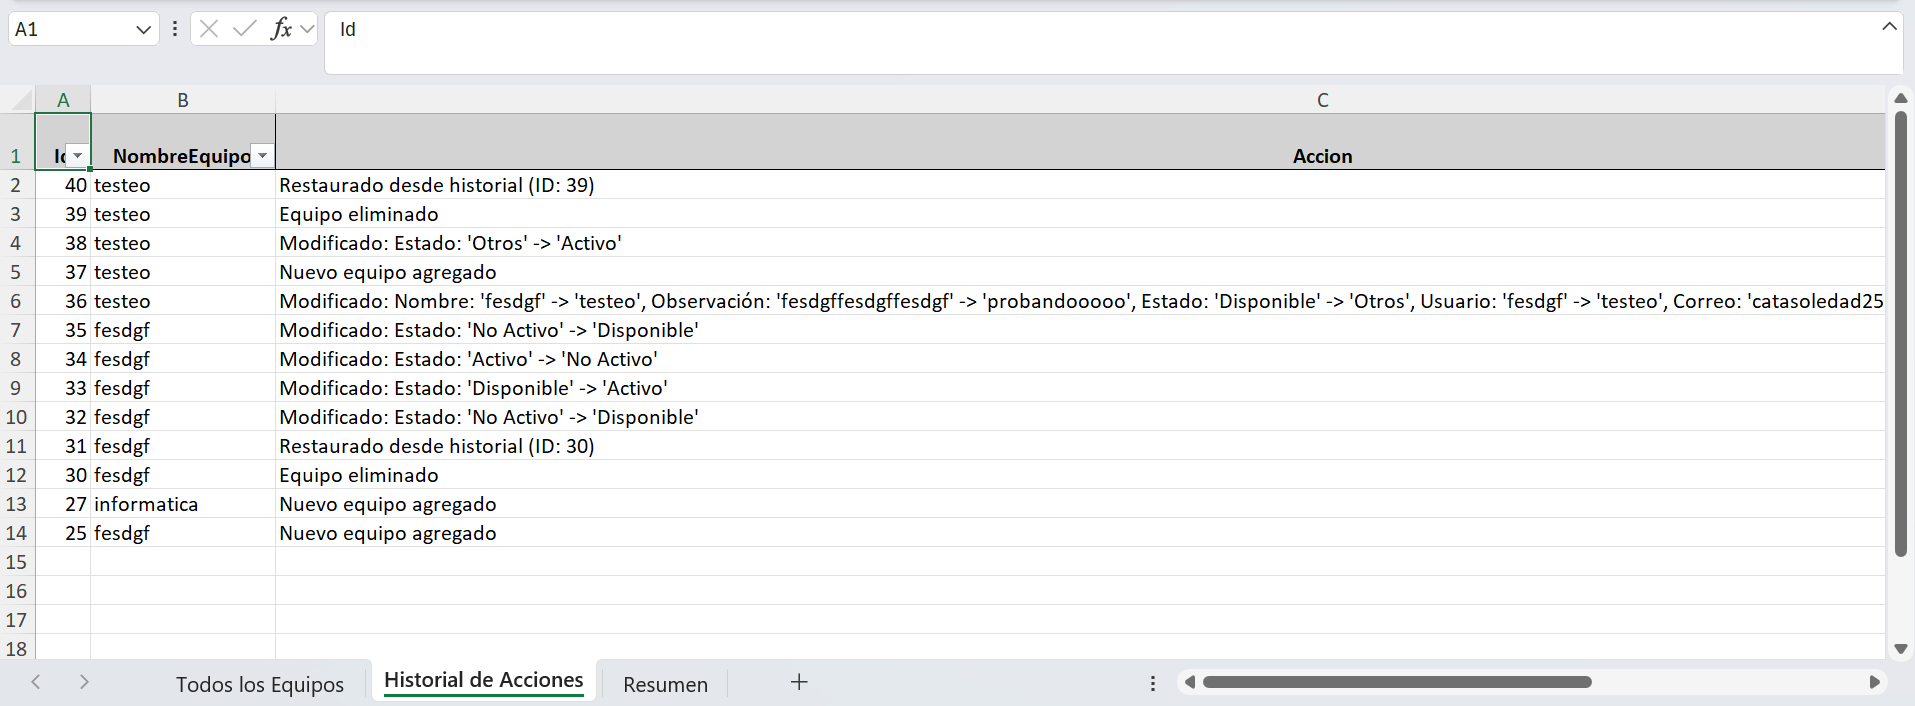 A1
fx
Id
A B C
1 Id NombreEquipo Accion
2 40 testeo Restaurado desde historial (ID: 39)
3 39 testeo Equipo eliminado
4 38 testeo Modificado: Estado: 'Otros' -> 'Activo'
5 37 testeo Nuevo equipo agregado
6 36 testeo Modificado: Nombre: 'fesdgf' -> 'testeo', Observación: 'fesdgffesdgffesdgf' -> 'probandooooo', Estado: 'Disponible' -> 'Otros', Usuario: 'fesdgf' -> 'testeo', Correo: 'catasoledad25
7 35 fesdgf Modificado: Estado: 'No Activo' -> 'Disponible'
8 34 fesdgf Modificado: Estado: 'Activo' -> 'No Activo'
9 33 fesdgf Modificado: Estado: 'Disponible' -> 'Activo'
10 32 fesdgf Modificado: Estado: 'No Activo' -> 'Disponible'
11 31 fesdgf Restaurado desde historial (ID: 30)
12 30 fesdgf Equipo eliminado
13 27 informatica Nuevo equipo agregado
14 25 fesdgf Nuevo equipo agregado
15
16
17
18
Todos los Equipos Historial de Acciones Resumen